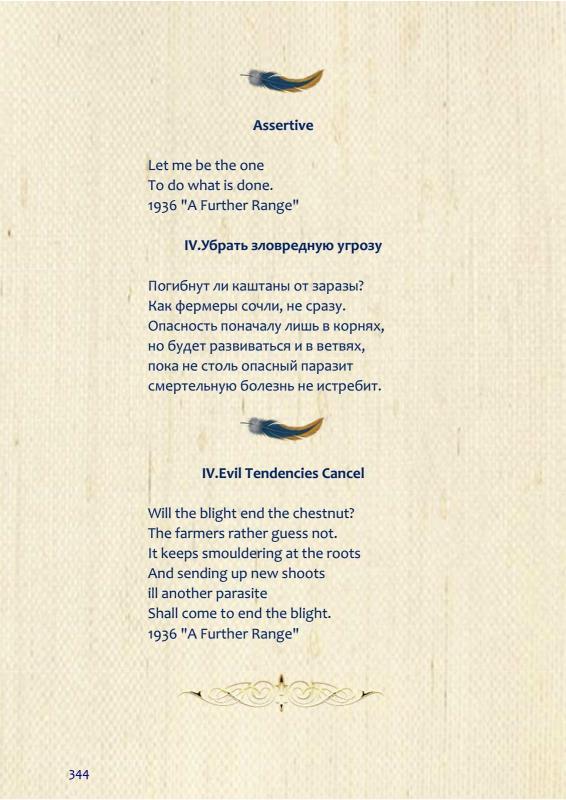 Assertive
Let me be the one
To do what is done.
1936 "A Further Range"
IV.Убрать зловредную угрозу
Погибнут ли каштаны от заразы?
Как фермеры сочли, не сразу.
Опасность поначалу лишь в корнях,
но будет развиваться и в ветвях,
пока не столь опасный паразит
смертельную болезнь не истребит.
IV.Evil Tendencies Cancel
Will the blight end the chestnut?
The farmers rather guess not.
It keeps smouldering at the roots
And sending up new shoots
ill another parasite
Shall come to end the blight.
1936 "A Further Range"
344